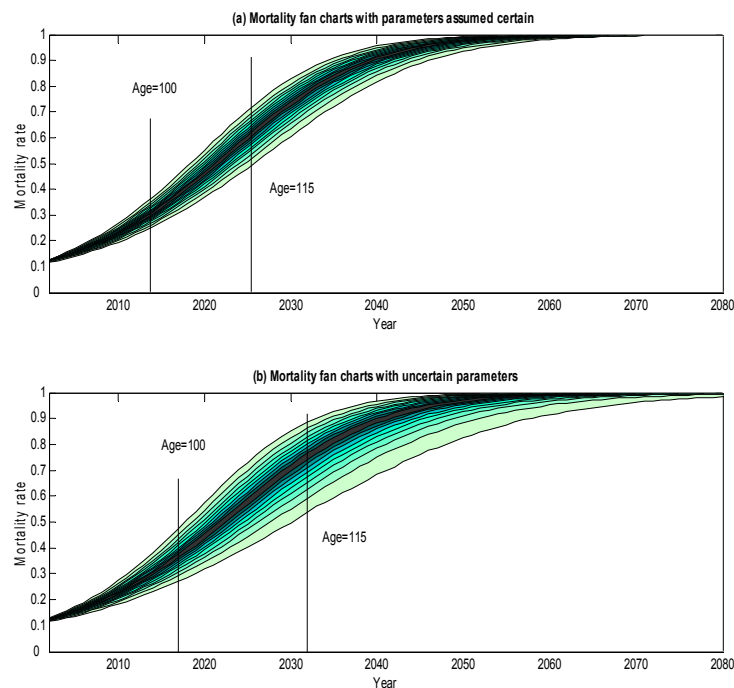 (a) Mortality fan charts with parameters assumed certain
1
0.9
0.8
0.7
0.6
0.5
0.4
0.3
0.2
0.1
0
Mortality rate
Age=100
Age=115
2010 2020 2030 2040 2050 2060 2070 2080
Year
(b) Mortality fan charts with uncertain parameters
1
0.9
0.8
0.7
0.6
0.5
0.4
0.3
0.2
0.1
0
Mortality rate
Age=100
Age=115
2010 2020 2030 2040 2050 2060 2070 2080
Year